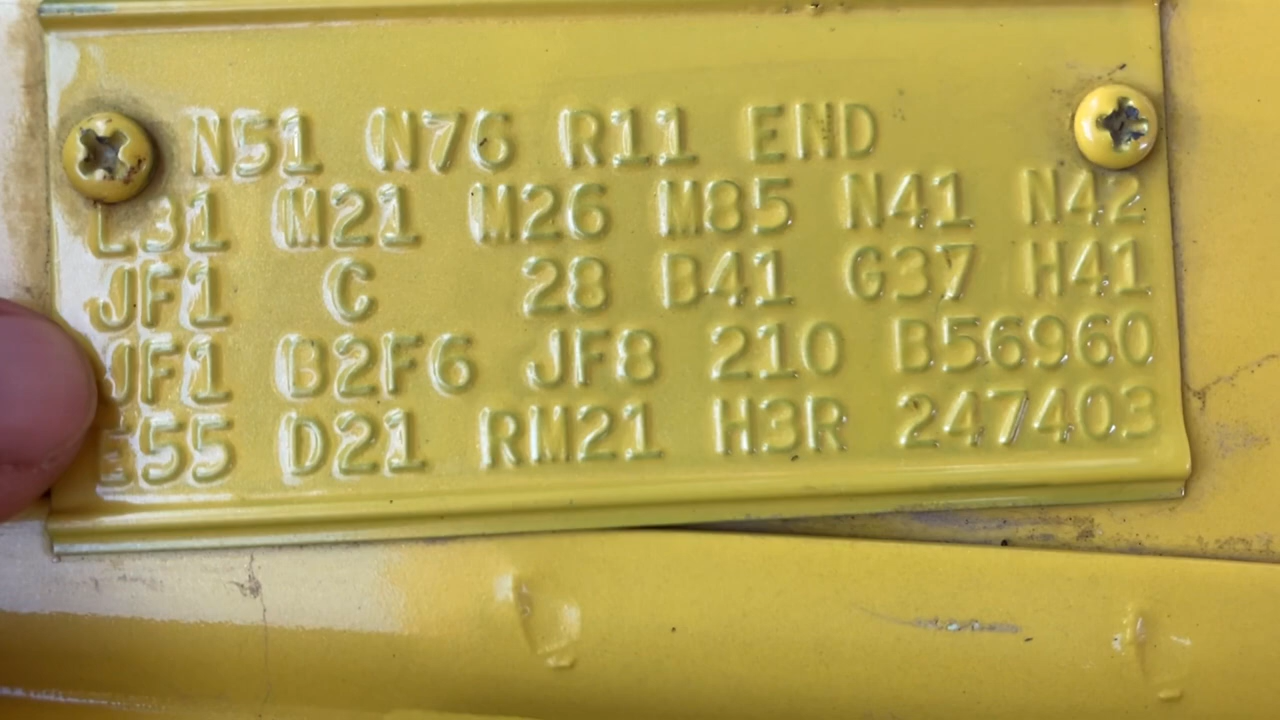 N51 N76 R11 END
L31 M21 M26 M85 N41 N42
JF1 C 28 B41 G37 H41
JF1 B2F6 JF8 210 B56960
E55 D21 RM21 H3R 247403